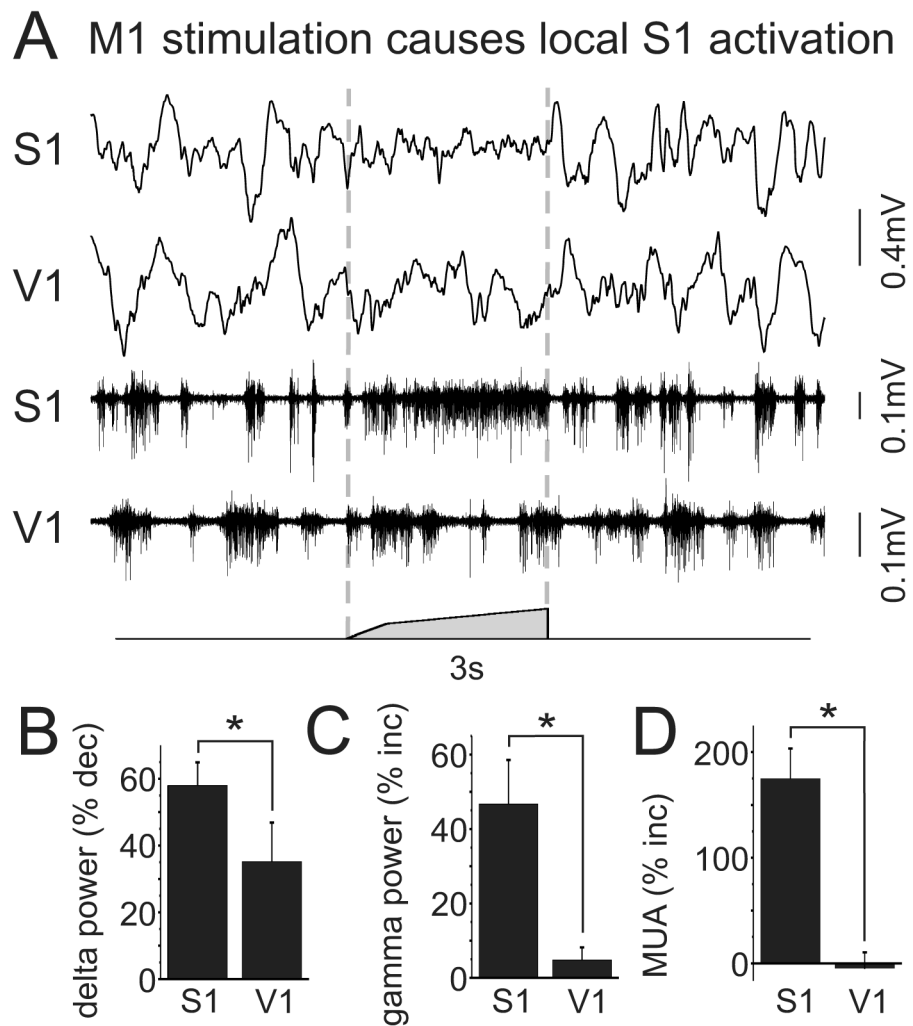 A M1 stimulation causes local S1 activation
S1
V1
0.4mV
S1
0.1mV
V1
0.1mV
3s
B
delta power (% dec)
60
40
20
0
*
S1 V1
C
gamma power (% inc)
60
40
20
0
*
S1 V1
D
MUA (% inc)
200
100
0
*
S1 V1